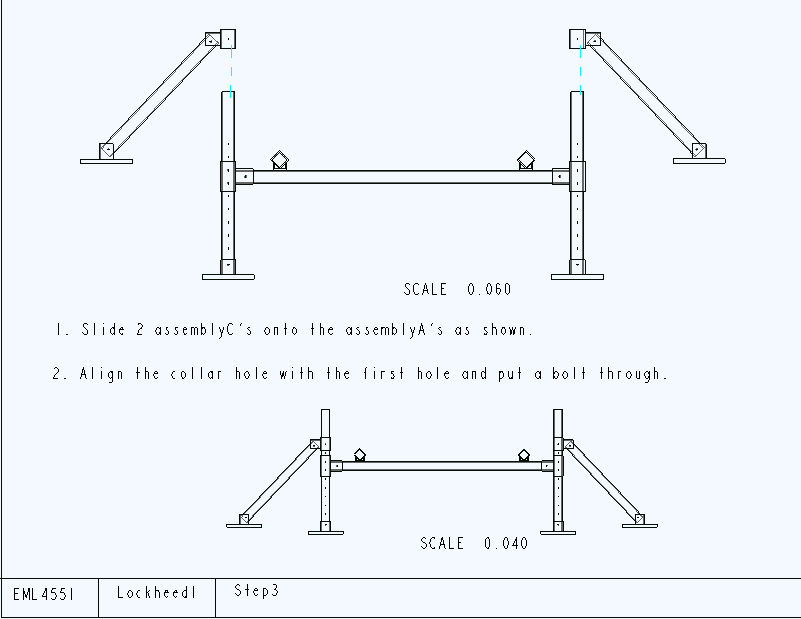 SCALE 0.060
1. Slide 2 assemblyC's onto the assemblyA's as shown.
2. Align the collar hole with the first hole and put a bolt through.
SCALE 0.040
EML4551
Lockheed1
Step3